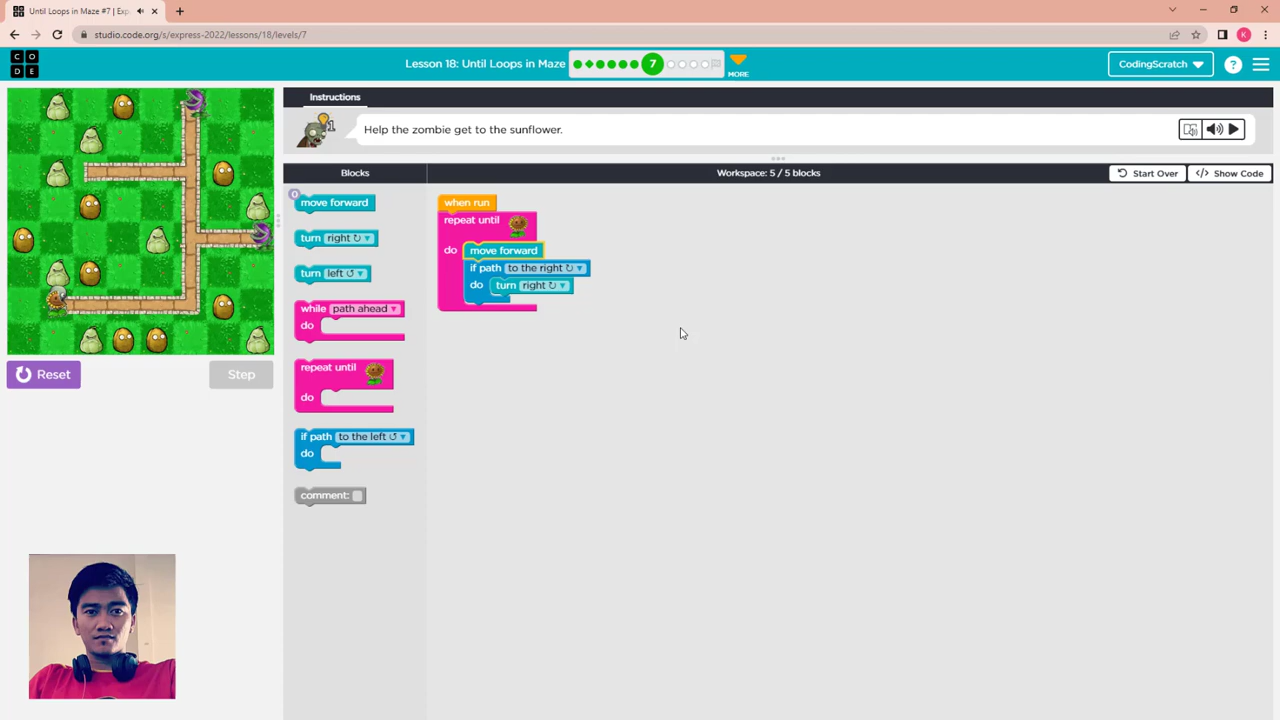 Until Loops in Maze #7 | Exp
studio.code.org/s/express-2022/lessons/18/levels/7
K
C O
D E
Lesson 18: Until Loops in Maze
7
MORE
CodingScratch
?
Instructions
1
Help the zombie get to the sunflower.
Blocks
Workspace: 5 / 5 blocks
Start Over
</> Show Code
0
move forward
turn right ↻
turn left ↺
while path ahead
do
repeat until
do
if path to the left ↺
do
comment:
when run
repeat until
do move forward
if path to the right ↻
do turn right ↻
Reset
Step